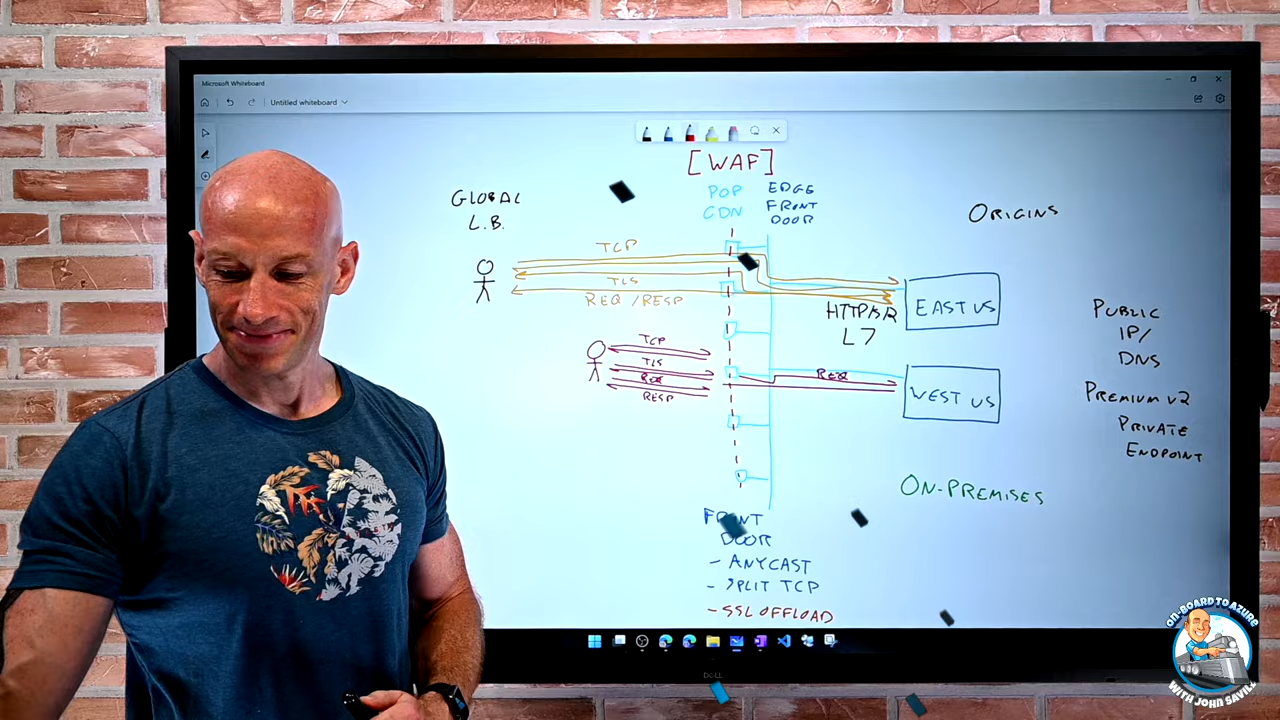 Microsoft Whiteboard
Untitled whiteboard
[WAF]
GLOBAL
L.B.
POP
CDN
EDGE
FRONT
DOOR
ORIGINS
TCP
TLS
REQ/RESP
HTTP/S
L7
EAST US
PUBLIC
IP/
DNS
TCP
TLS
REQ
RESP
REQ
WEST US
PREMIUM V2
PRIVATE
ENDPOINT
ON-PREMISES
FRONT
DOOR
- ANYCAST
- SPLIT TCP
- SSL OFFLOAD
DELL
ON-BOARD TO AZURE
WITH JOHN SAVILL